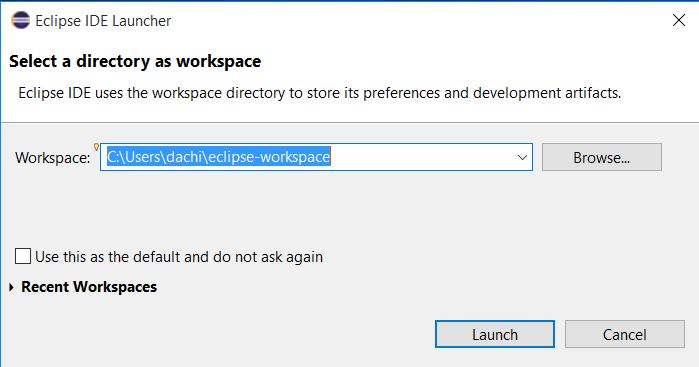 Eclipse IDE Launcher
Select a directory as workspace
Eclipse IDE uses the workspace directory to store its preferences and development artifacts.
Workspace: C:\Users\dachi\eclipse-workspace Browse...
Use this as the default and do not ask again
Recent Workspaces
Launch Cancel